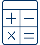 + −
× =